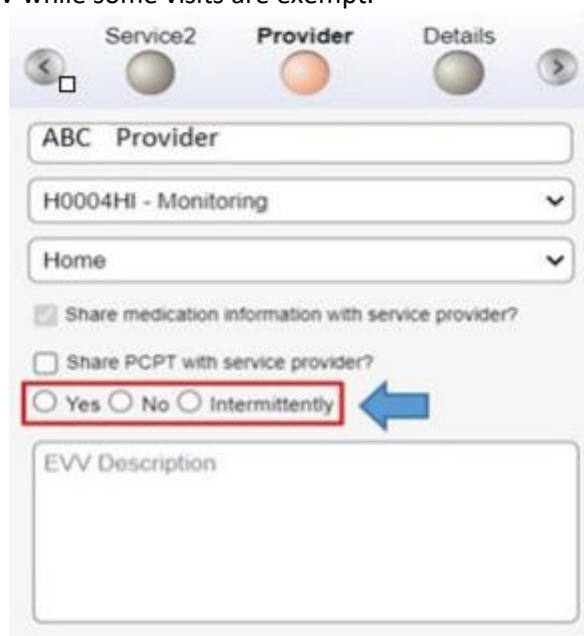 while some visits are exempt.
Service2 Provider Details
ABC Provider
H0004HI - Monitoring
Home
Share medication information with service provider?
Share PCPT with service provider?
Yes No Intermittently
EVV Description